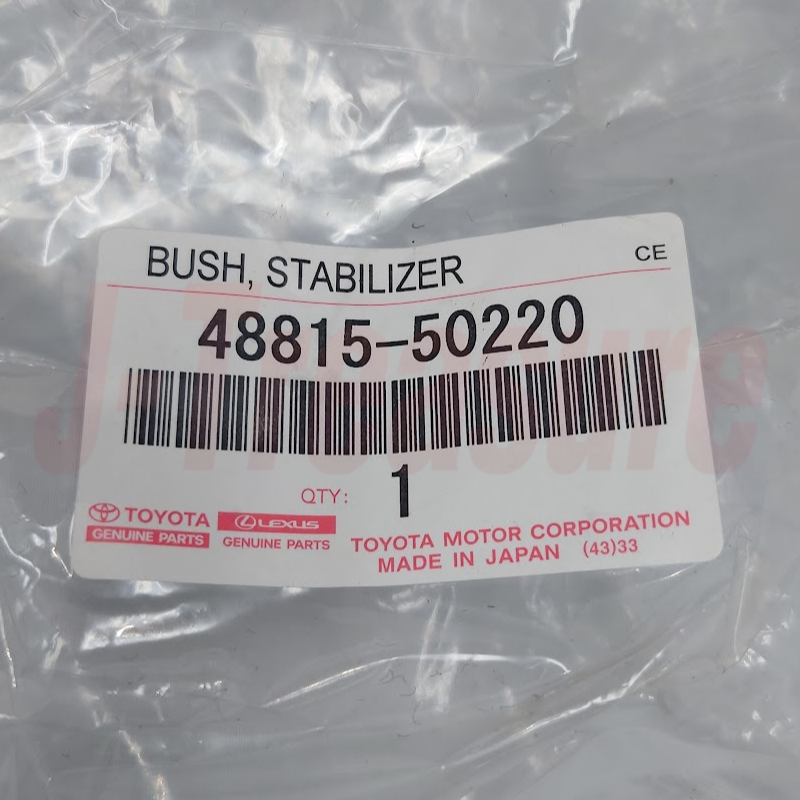 BUSH, STABILIZER CE
48815-50220
QTY: 1
TOYOTA
GENUINE PARTS
LEXUS
GENUINE PARTS
TOYOTA MOTOR CORPORATION
MADE IN JAPAN (43)33
J-Treasure